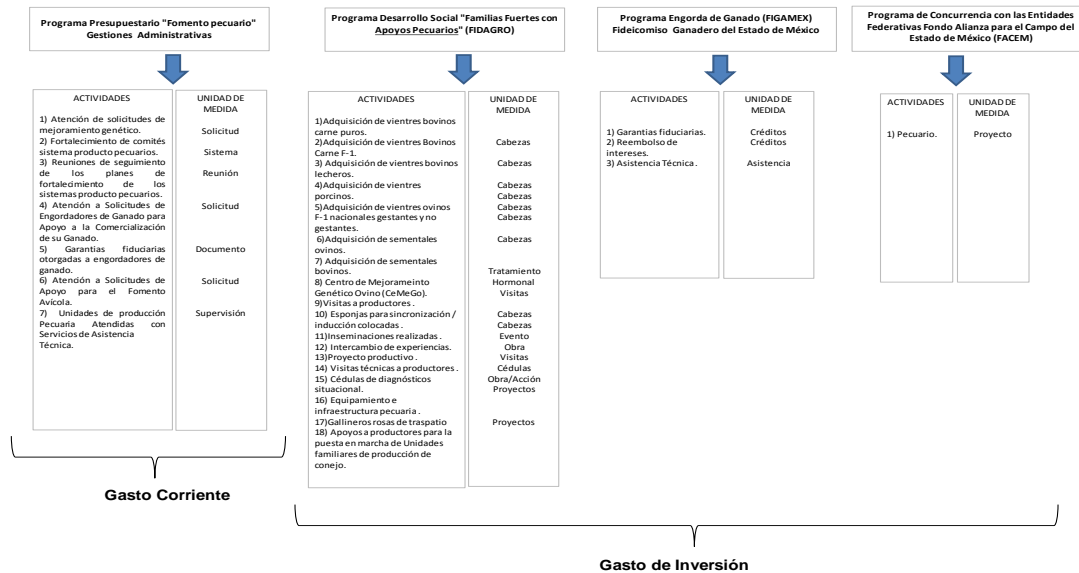 Programa Presupuestario "Fomento pecuario"
Gestiones Administrativas
ACTIVIDADES
1) Atención de solicitudes de
mejoramiento genético.
2) Fortalecimiento de comités
sistema producto pecuarios.
3) Reuniones de seguimiento
de los planes de
fortalecimiento de los
sistemas producto pecuarios.
4) Atención a Solicitudes de
Engordadores de Ganado para
Apoyo a la Comercialización
de su Ganado.
5) Garantias fiduciarias
otorgadas a engordadores de
ganado.
6) Atención a Solicitudes de
Apoyo para el Fomento
Avícola.
7) Unidades de producción
Pecuaria Atendidas con
Servicios de Asistencia
Técnica.
UNIDAD DE
MEDIDA
Solicitud
Sistema
Reunión
Solicitud
Documento
Solicitud
Supervisión
Gasto Corriente
Programa Desarrollo Social "Familias Fuertes con
Apoyos Pecuarios" (FIDAGRO)
ACTIVIDADES
1)Adquisición de vientres bovinos
carne puros.
2)Adquisición de vientres Bovinos
Carne F-1.
3) Adquisición de vientres bovinos
lecheros.
4)Adquisición de vientres
porcinos.
5)Adquisición de vientres ovinos
F-1 nacionales gestantes y no
gestantes.
6)Adquisición de sementales
ovinos.
7) Adquisición de sementales
bovinos.
8) Centro de Mejorameinto
Genético Ovino (CeMeGo).
9)Visitas a productores .
10) Esponjas para sincronización /
inducción colocadas .
11)Inseminaciones realizadas .
12) Intercambio de experiencias.
13)Proyecto productivo .
14) Visitas técnicas a productores .
15) Cédulas de diagnósticos
situacional.
16) Equipamiento e
infraestructura pecuaria .
17)Gallineros rosas de traspatio
18) Apoyos a productores para la
puesta en marcha de Unidades
familiares de producción de
conejo.
UNIDAD DE
MEDIDA
Cabezas
Cabezas
Cabezas
Cabezas
Cabezas
Cabezas
Cabezas
Tratamiento
Hormonal
Visitas
Cabezas
Cabezas
Evento
Obra
Visitas
Cédulas
Obra/Acción
Proyectos
Proyectos
Programa Engorda de Ganado (FIGAMEX)
Fideicomiso Ganadero del Estado de México
ACTIVIDADES
1) Garantias fiduciarias.
2) Reembolso de
intereses.
3) Asistencia Técnica .
UNIDAD DE
MEDIDA
Créditos
Créditos
Asistencia
Programa de Concurrencia con las Entidades
Federativas Fondo Alianza para el Campo del
Estado de México (FACEM)
ACTIVIDADES
1) Pecuario.
UNIDAD DE
MEDIDA
Proyecto
Gasto de Inversión